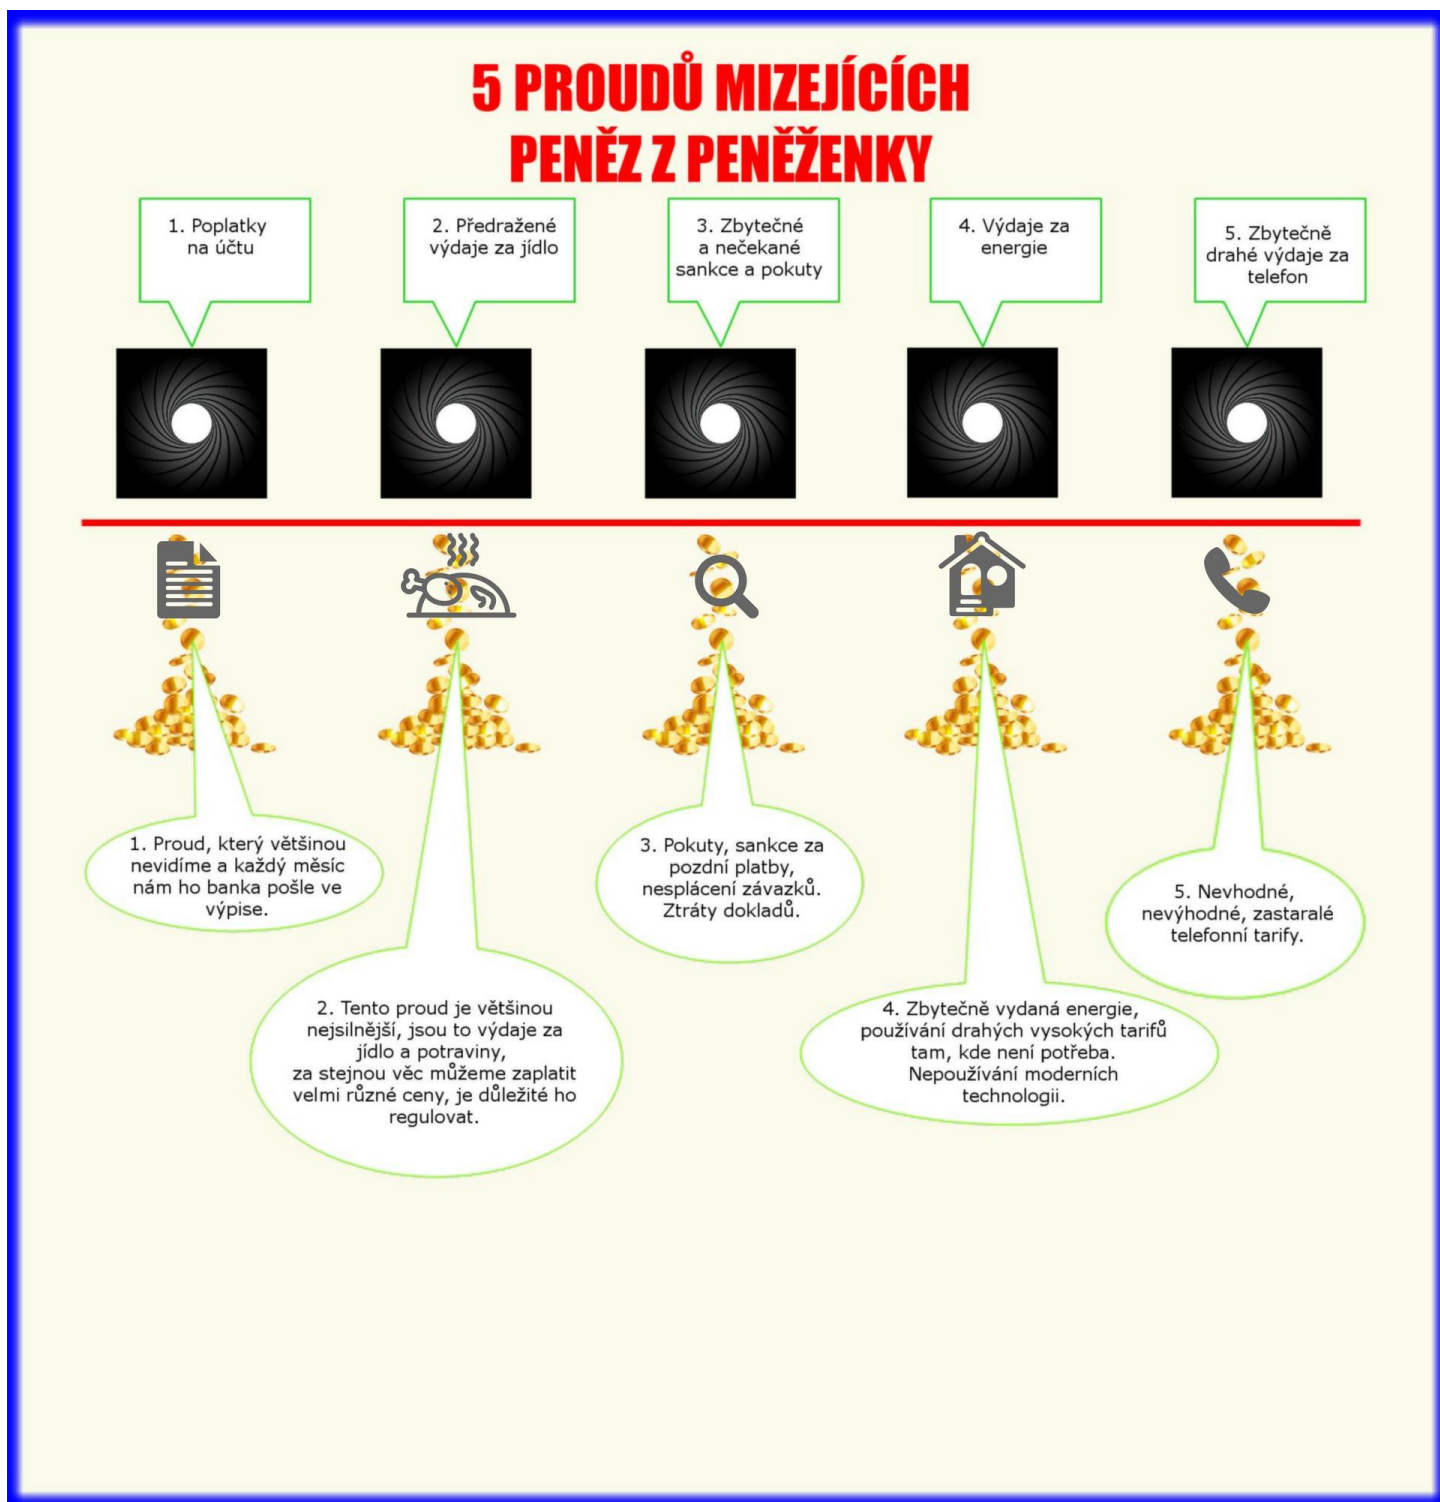 5 PROUDŮ MIZEJÍCÍCH
PENĚZ Z PENĚŽENKY
1. Poplatky
na účtu
2. Předražené
výdaje za jídlo
3. Zbytečné
a nečekané
sankce a pokuty
4. Výdaje za
energie
5. Zbytečně
drahé výdaje za
telefon
1. Proud, který většinou
nevidíme a každý měsíc
nám ho banka pošle ve
výpise.
2. Tento proud je většinou
nejsilnější, jsou to výdaje za
jídlo a potraviny,
za stejnou věc můžeme zaplatit
velmi různé ceny, je důležité ho
regulovat.
3. Pokuty, sankce za
pozdní platby,
nesplácení závazků.
Ztráty dokladů.
4. Zbytečně vydaná energie,
používání drahých vysokých tarifů
tam, kde není potřeba.
Nepoužívání moderních
technologii.
5. Nevhodné,
nevýhodné, zastaralé
telefonní tarify.